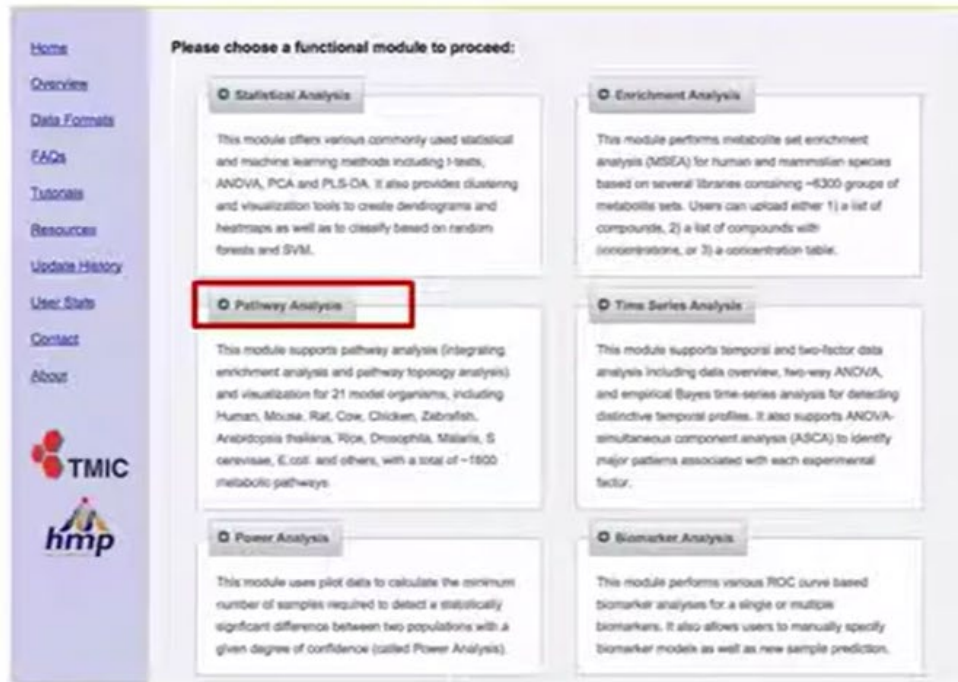 Home
Overview
Data Formats
FAQs
Tutorials
Resources
Update History
User Stats
Contact
About
TMIC
hmp
Please choose a functional module to proceed:
Statistical Analysis
This module offers various commonly used statistical
and machine learning methods including t-tests,
ANOVA, PCA and PLS-DA. It also provides clustering
and visualization tools to create dendrograms and
heatmaps as well as to classify based on random
forests and SVM.
Enrichment Analysis
This module performs metabolite set enrichment
analysis (MSEA) for human and mammalian species
based on several libraries containing ~6300 groups of
metabolite sets. Users can upload either 1) a list of
compounds, 2) a list of compounds with
concentrations, or 3) a concentration table.
Pathway Analysis
This module supports pathway analysis (integrating
enrichment analysis and pathway topology analysis)
and visualization for 21 model organisms, including
Human, Mouse, Rat, Cow, Chicken, Zebrafish,
Arabidopsis thaliana, Rice, Drosophila, Malaria, S
cerevisae, E.coli and others, with a total of ~1600
metabolic pathways.
Time Series Analysis
This module supports temporal and two-factor data
analysis including data overview, two-way ANOVA,
and empirical Bayes time-series analysis for detecting
distinctive temporal profiles. It also supports ANOVA-
simultaneous component analysis (ASCA) to identify
major patterns associated with each experimental
factor.
Power Analysis
This module uses pilot data to calculate the minimum
number of samples required to detect a statistically
signficant difference between two populations with a
given degree of confidence (called Power Analysis).
Biomarker Analysis
This module performs various ROC curve based
biomarker analyses for a single or multiple
biomarkers. It also allows users to manually specify
biomarker models as well as new sample prediction.